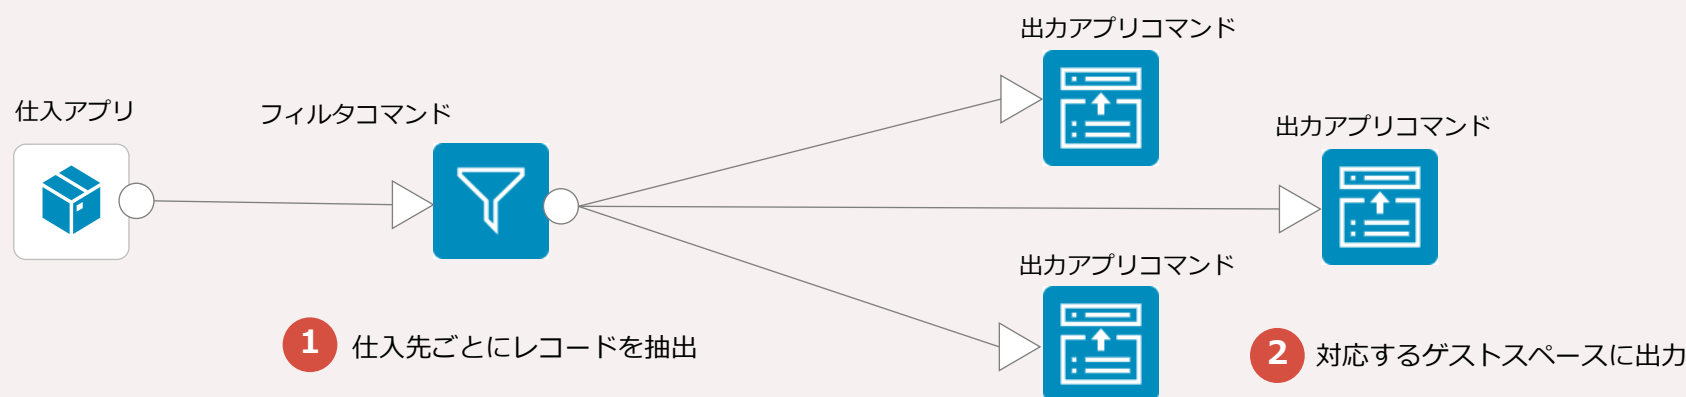 出力アプリコマンド
仕入アプリ
フィルタコマンド
出力アプリコマンド
出力アプリコマンド
1 仕入先ごとにレコードを抽出
2 対応するゲストスペースに出力